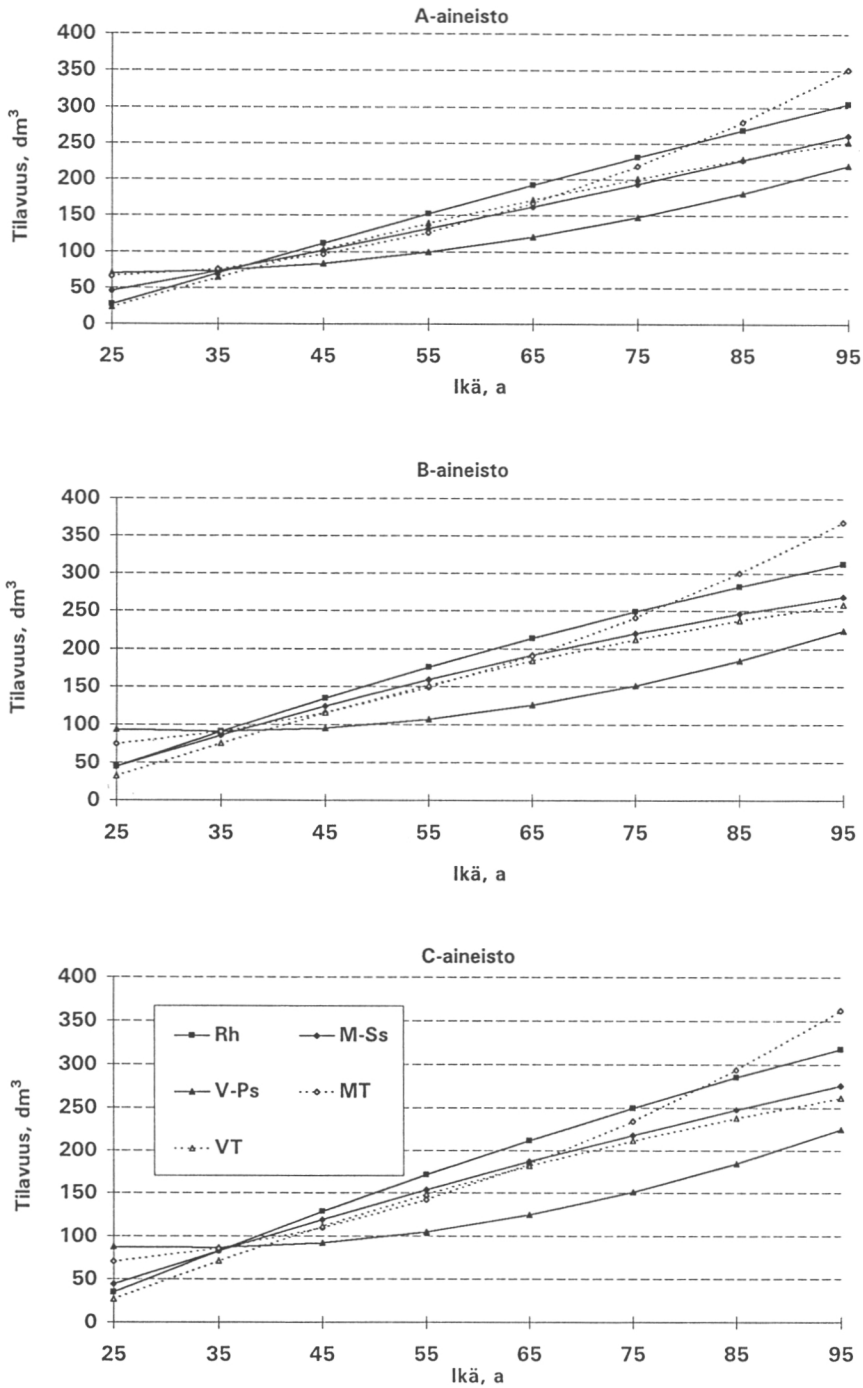 A-aineisto
400
350
300
250
200
150
100
50
0
Tilavuus, dm³
25 35 45 55 65 75 85 95
Ikä, a
B-aineisto
400
350
300
250
200
150
100
50
0
Tilavuus, dm³
25 35 45 55 65 75 85 95
Ikä, a
C-aineisto
400
350
300
250
200
150
100
50
0
Tilavuus, dm³
Rh M-Ss
V-Ps MT
VT
25 35 45 55 65 75 85 95
Ikä, a